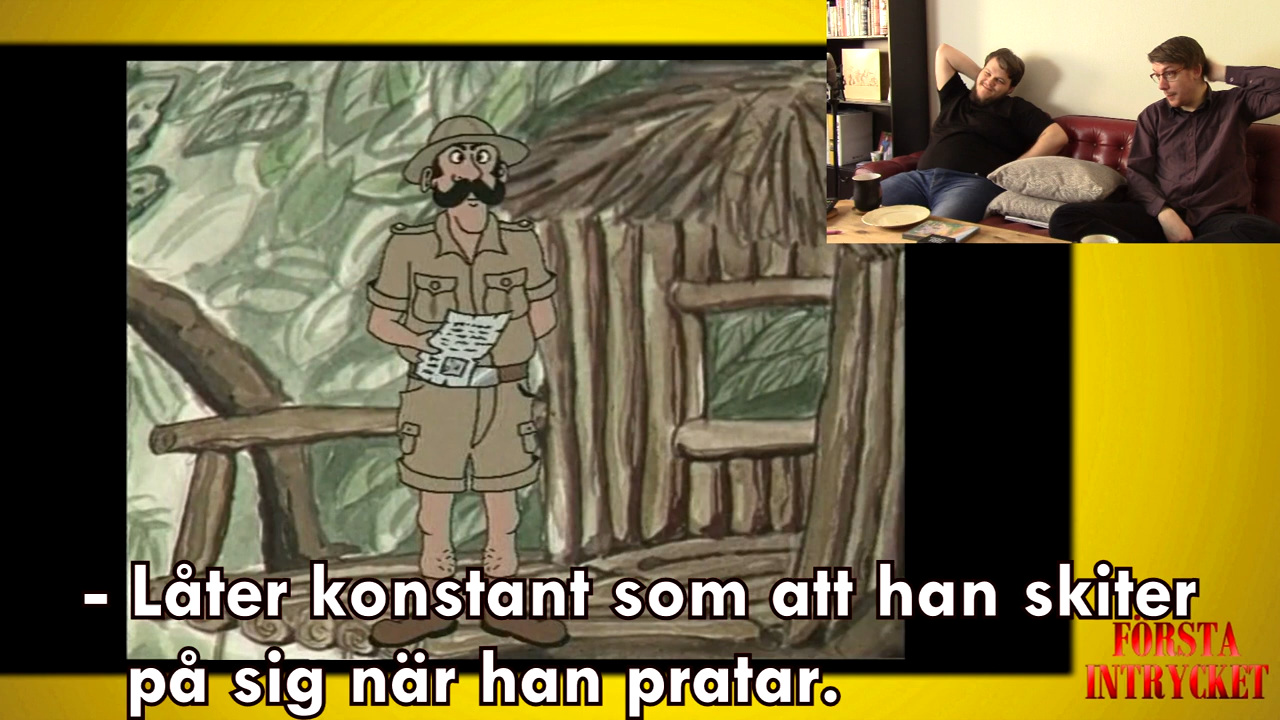 - Låter konstant som att han skiter
på sig när han pratar.
FÖRSTA
INTRYCKET